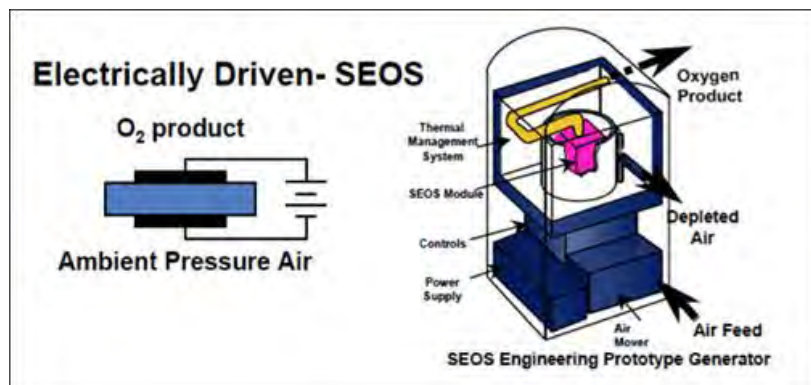 Electrically Driven- SEOS
O₂ product
Ambient Pressure Air
Oxygen
Product
Thermal
Management
System
SEOS Module
Depleted
Air
Controls
Power
Supply
Air
Mover
Air Feed
SEOS Engineering Prototype Generator